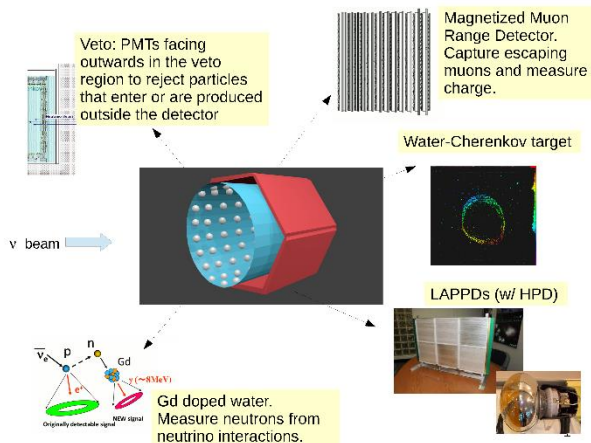 Veto: PMTs facing
outwards in the veto
region to reject particles
that enter or are produced
outside the detector
Magnetized Muon
Range Detector.
Capture escaping
muons and measure
charge.
Water-Cherenkov target
ν beam
LAPPDs (w/ HPD)
ν̅e
p
n
Gd
e+
γ (~8MeV)
Originally detectable signal
NEW signal
Gd doped water.
Measure neutrons from
neutrino interactions.